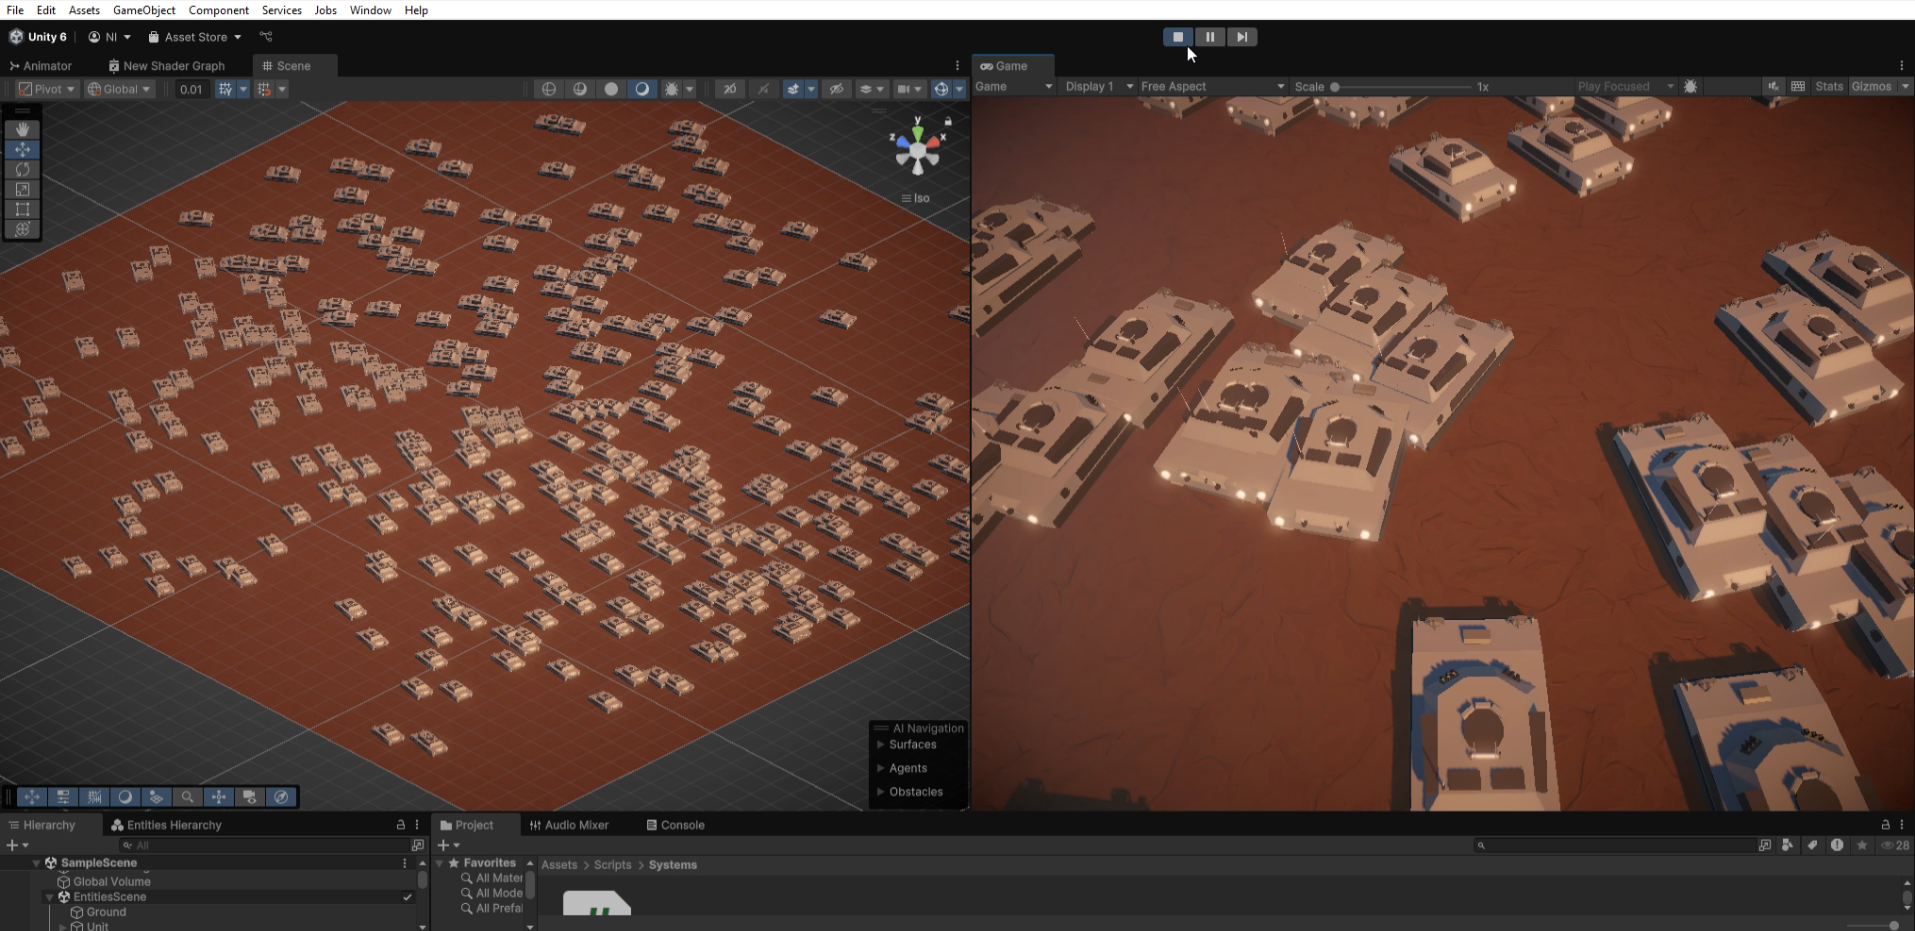 File Edit Assets GameObject Component Services Jobs Window Help
Unity 6 NI Asset Store
Animator New Shader Graph Scene
Game
Pivot Global 0.01 2D
Game Display 1 Free Aspect Scale 1x Play Focused Stats Gizmos
y
z x
Iso
AI Navigation
Surfaces
Agents
Obstacles
Hierarchy Entities Hierarchy
Project Audio Mixer Console
All
28
SampleScene
Global Volume
EntitiesScene
Ground
Unit
Favorites
All Mater
All Mode
All Prefal
Assets > Scripts > Systems